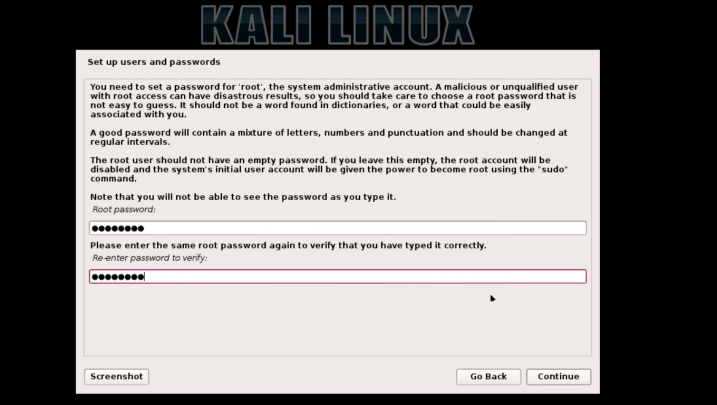 KALI LINUX
Set up users and passwords
You need to set a password for 'root', the system administrative account. A malicious or unqualified user
with root access can have disastrous results, so you should take care to choose a root password that is
not easy to guess. It should not be a word found in dictionaries, or a word that could be easily
associated with you.
A good password will contain a mixture of letters, numbers and punctuation and should be changed at
regular intervals.
The root user should not have an empty password. If you leave this empty, the root account will be
disabled and the system's initial user account will be given the power to become root using the "sudo"
command.
Note that you will not be able to see the password as you type it.
Root password:
●●●●●●●●
Please enter the same root password again to verify that you have typed it correctly.
Re-enter password to verify:
●●●●●●●●
Screenshot Go Back Continue